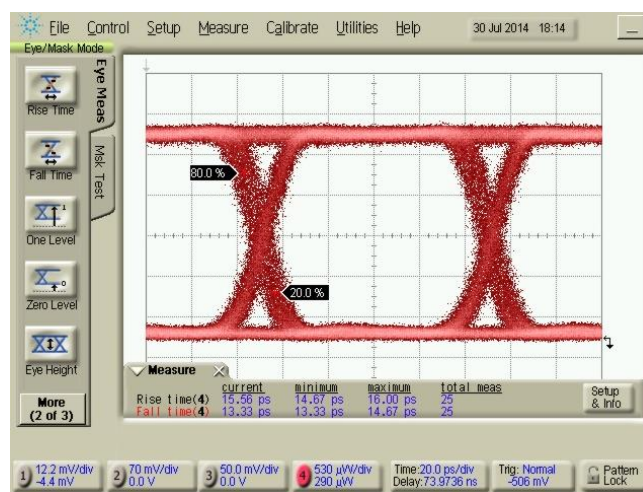 File Control Setup Measure Calibrate Utilities Help 30 Jul 2014 18:14
Eye/Mask Mode
Eye Meas
Msk Test
Rise Time
Fall Time
One Level
Zero Level
Eye Height
More
(2 of 3)
80.0 %
20.0 %
Measure
current minimum maximum total meas
Rise time(4) 15.56 ps 14.67 ps 16.00 ps 25
Fall time(4) 13.33 ps 13.33 ps 14.67 ps 25
Setup
& Info
1 12.2 mV/div
-4.4 mV
2 70 mV/div
0.0 V
3 50.0 mV/div
0.0 V
4 530 µW/div
290 µW
Time:20.0 ps/div
Delay:73.9736 ns
Trig: Normal
-506 mV
Pattern
Lock